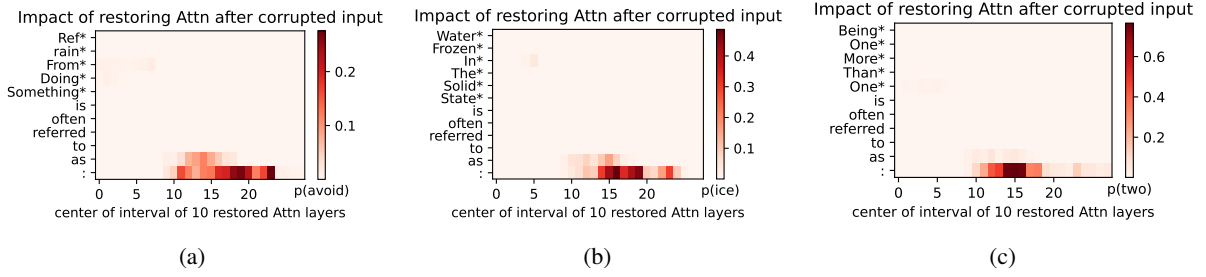 Impact of restoring Attn after corrupted input
Ref*
rain*
From*
Doing*
Something*
is
often
referred
to
as
:
0 5 10 15 20
0.2
0.1
p(avoid)
center of interval of 10 restored Attn layers
(a)
Impact of restoring Attn after corrupted input
Water*
Frozen*
In*
The*
Solid*
State*
is
often
referred
to
as
:
0 5 10 15 20
0.4
0.3
0.2
0.1
p(ice)
center of interval of 10 restored Attn layers
(b)
Impact of restoring Attn after corrupted input
Being*
One*
More*
Than*
One*
is
often
referred
to
as
:
0 5 10 15 20
0.6
0.4
0.2
p(two)
center of interval of 10 restored Attn layers
(c)